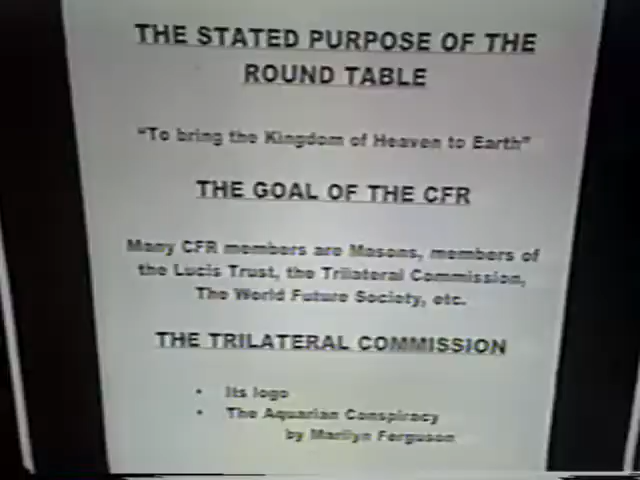 THE STATED PURPOSE OF THE
ROUND TABLE
“To bring the Kingdom of Heaven to Earth”
THE GOAL OF THE CFR
Many CFR members are Masons, members of
the Lucis Trust, the Trilateral Commission,
The World Future Society, etc.
THE TRILATERAL COMMISSION
• Its logo
• The Aquarian Conspiracy
by Marilyn Ferguson